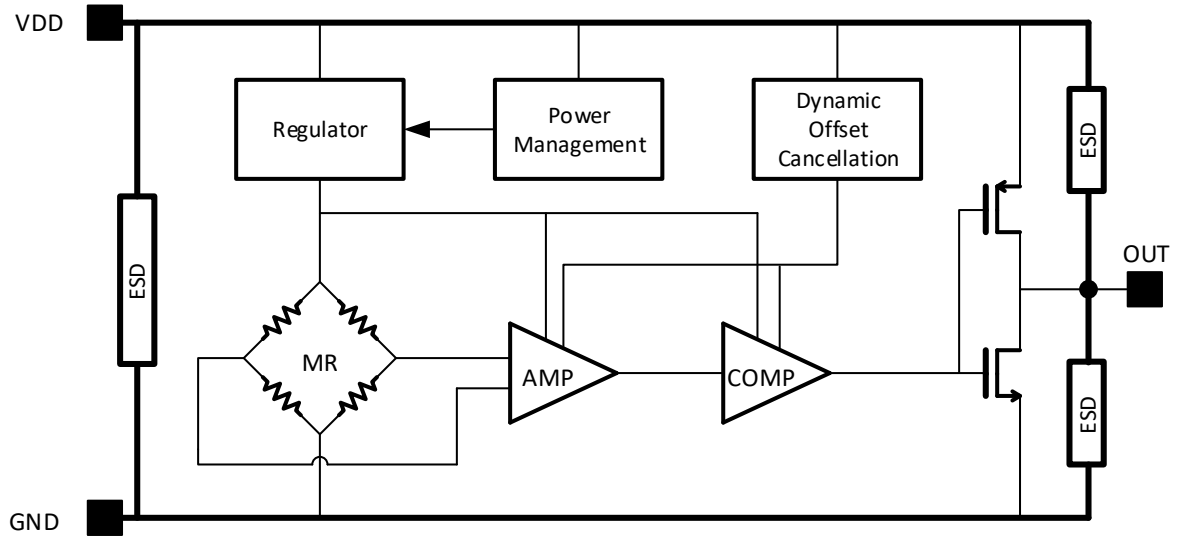 VDD
Regulator
Power
Management
Dynamic
Offset
Cancellation
ESD
ESD
OUT
MR
AMP
COMP
ESD
GND